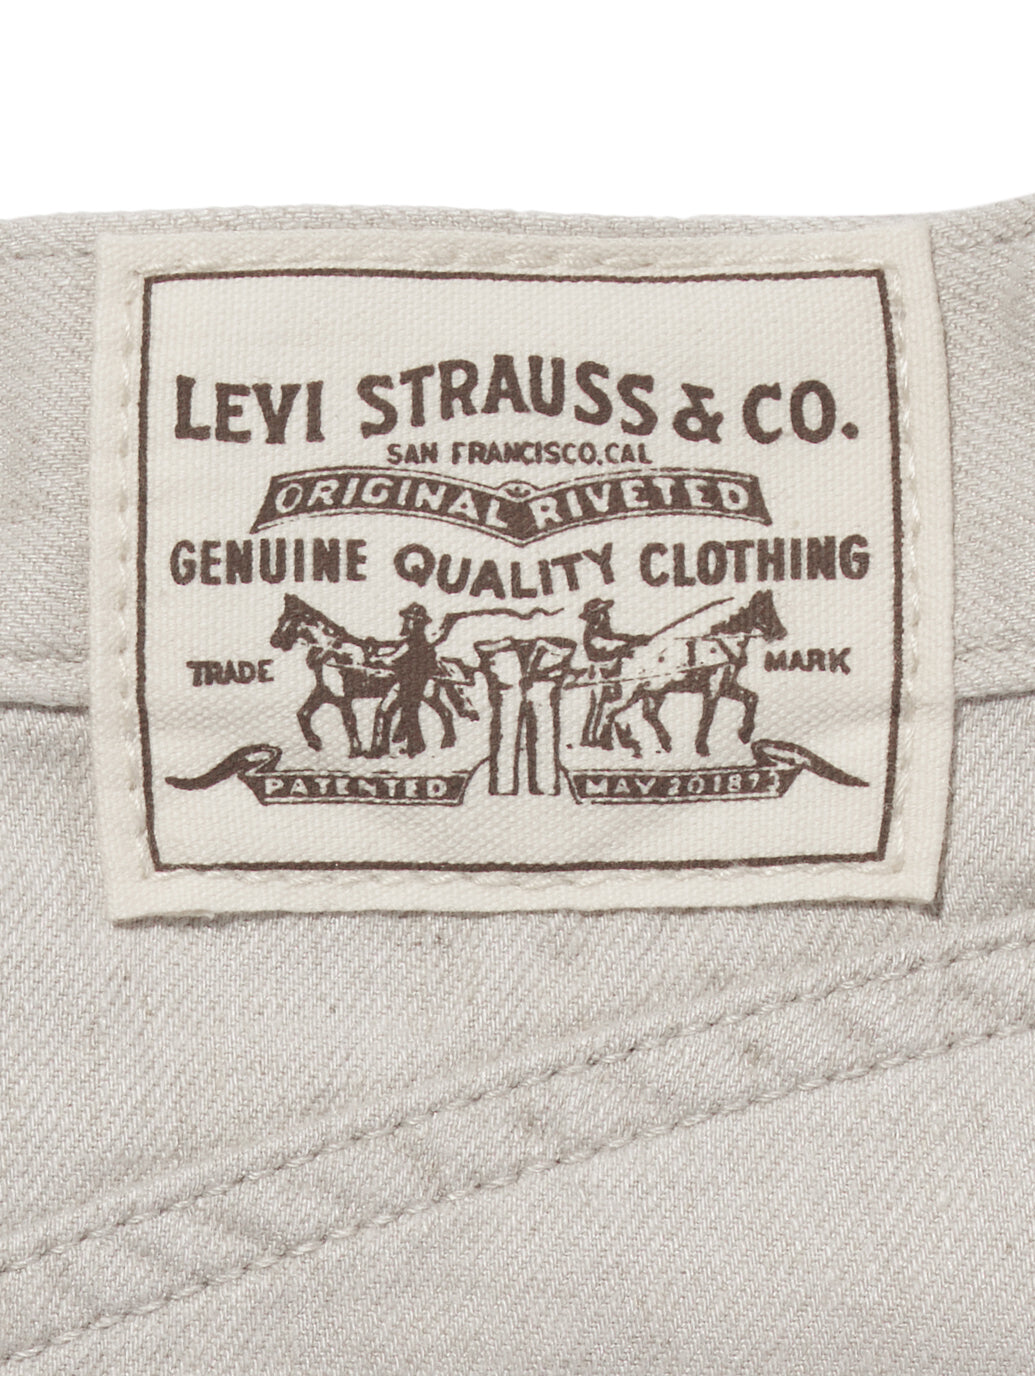 LEVI STRAUSS & CO.
SAN FRANCISCO, CAL
ORIGINAL RIVETED
GENUINE QUALITY CLOTHING
TRADE MARK
PATENTED MAY 20 1873